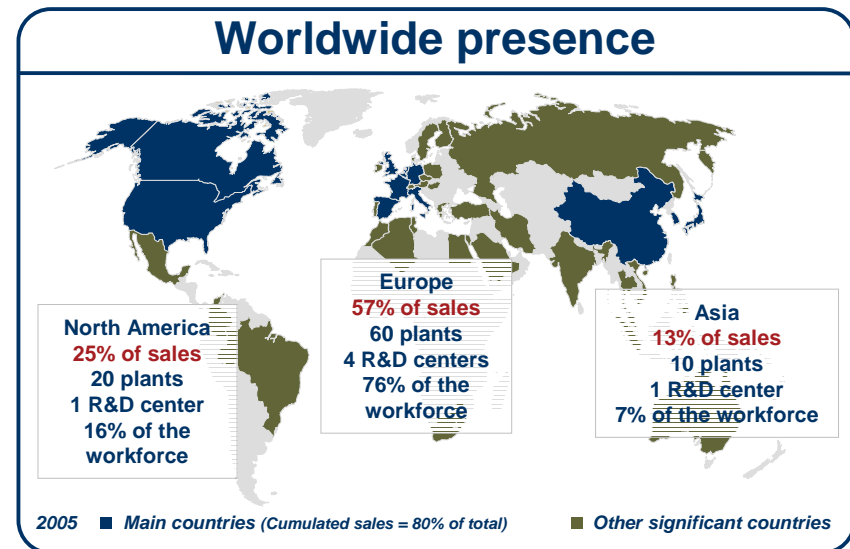 Worldwide presence
North America
25% of sales
20 plants
1 R&D center
16% of the
workforce
Europe
57% of sales
60 plants
4 R&D centers
76% of the
workforce
Asia
13% of sales
10 plants
1 R&D center
7% of the workforce
2005 Main countries (Cumulated sales = 80% of total) Other significant countries